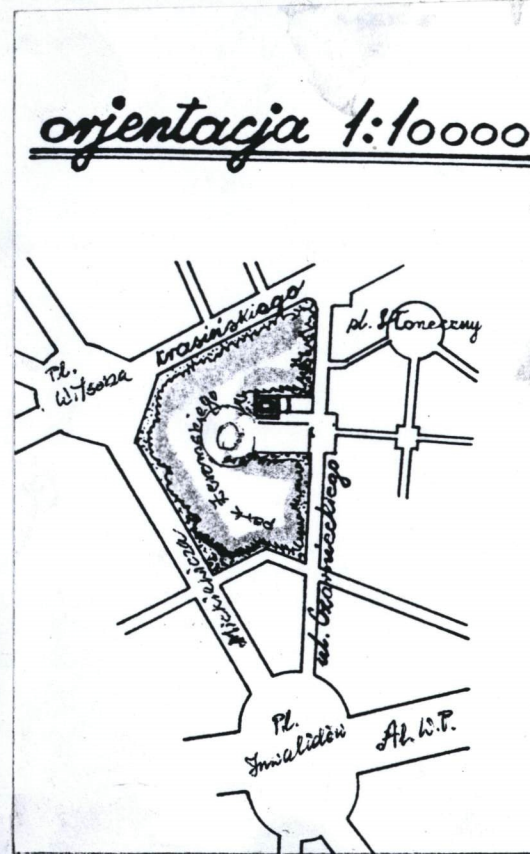 orjentacja 1:10000
Krasińskiego
pl. Słoneczny
Pl.
Wilsona
park Żeromskiego
Mickiewicza
ul. Czarnieckiego
Pl.
Inwalidów
Al. W.P.